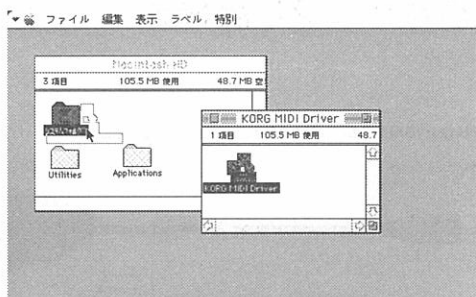 ファイル 編集 表示 ラベル 特別
Macintosh HD
3 項目 105.5 MB 使用 48.7 MB 空
KORG MIDI Driver
1 項目 105.5 MB 使用 48.7
Utilities
Applications
KORG MIDI Driver